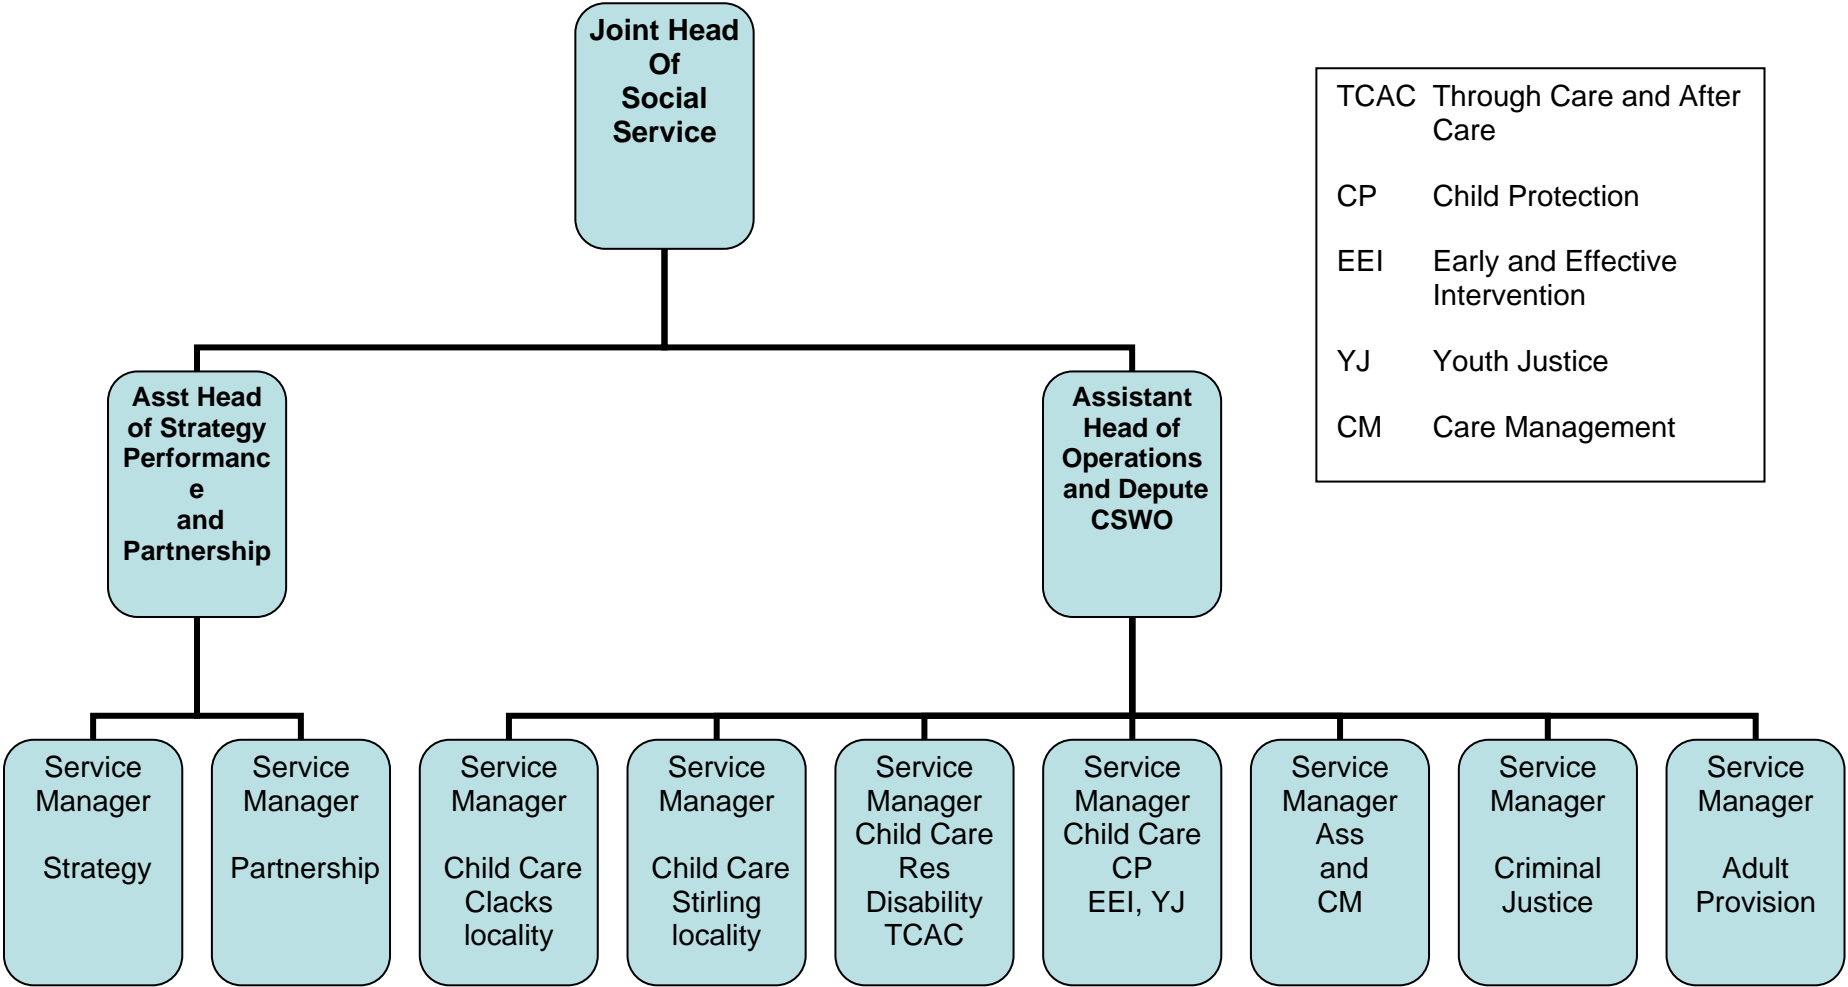 Joint Head
Of
Social
Service
TCAC Through Care and After
Care
CP Child Protection
EEI Early and Effective
Intervention
YJ Youth Justice
CM Care Management
Asst Head
of Strategy
Performanc
e
and
Partnership
Assistant
Head of
Operations
and Depute
CSWO
Service
Manager
Strategy
Service
Manager
Partnership
Service
Manager
Child Care
Clacks
locality
Service
Manager
Child Care
Stirling
locality
Service
Manager
Child Care
Res
Disability
TCAC
Service
Manager
Child Care
CP
EEI, YJ
Service
Manager
Ass
and
CM
Service
Manager
Criminal
Justice
Service
Manager
Adult
Provision